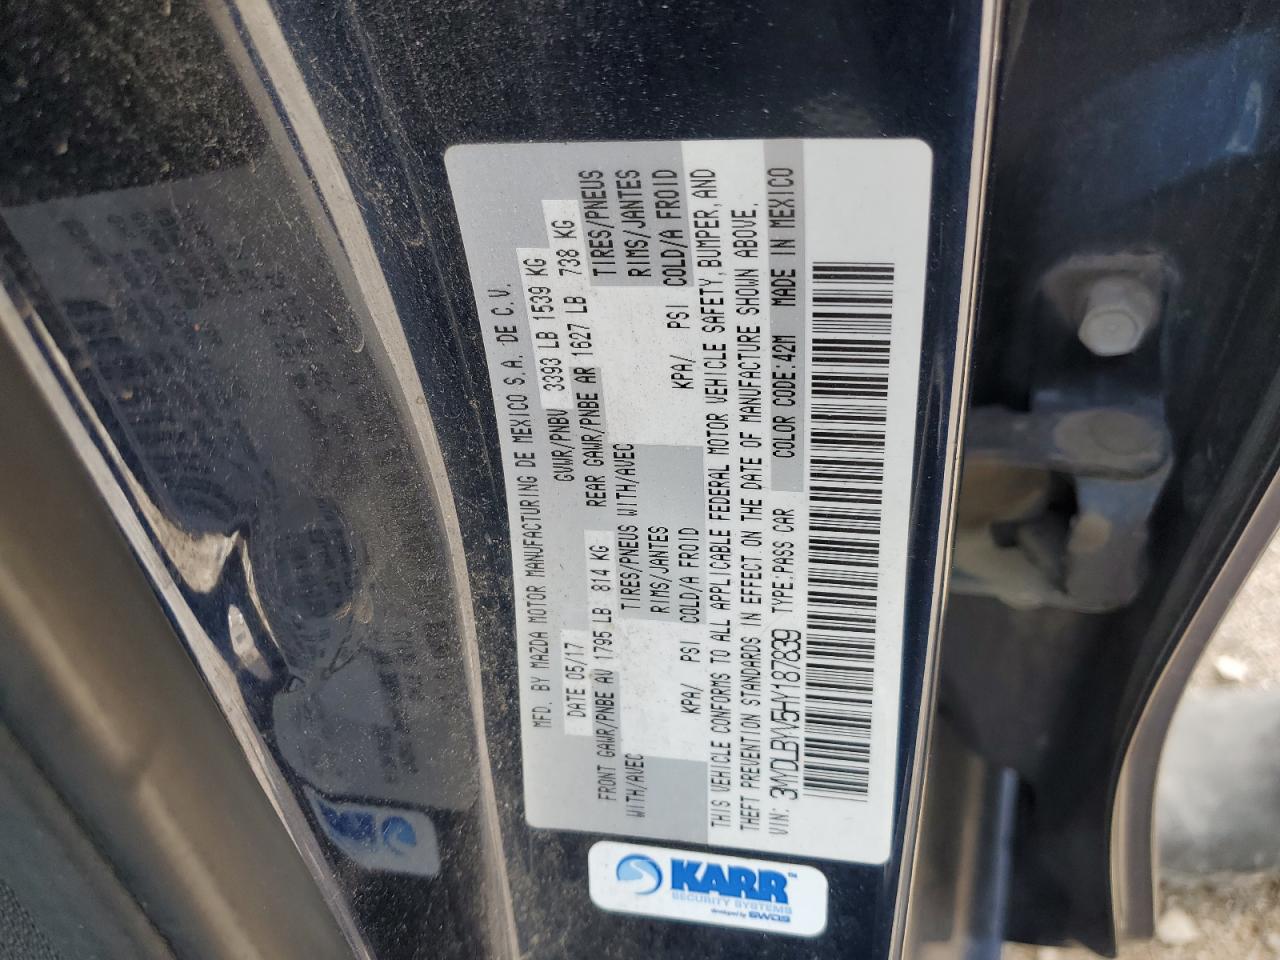 MFD. BY MAZDA MOTOR MANUFACTURING DE MEXICO S.A. DE C.V.
DATE 05/17 GVWR/PNBV 3393 LB 1539 KG
FRONT GAWR/PNBE AV 1795 LB 814 KG REAR GAWR/PNBE AR 1627 LB 738 KG
WITH/AVEC TIRES/PNEUS WITH/AVEC TIRES/PNEUS
RIMS/JANTES RIMS/JANTES
KPA/ PSI COLD/A FROID KPA/ PSI COLD/A FROID
THIS VEHICLE CONFORMS TO ALL APPLICABLE FEDERAL MOTOR VEHICLE SAFETY, BUMPER, AND
THEFT PREVENTION STANDARDS IN EFFECT ON THE DATE OF MANUFACTURE SHOWN ABOVE.
VIN: 3MYDLBYV5HY187839 TYPE:PASS CAR COLOR CODE:42M MADE IN MEXICO
KARR™
SECURITY SYSTEMS
developed by SWDS